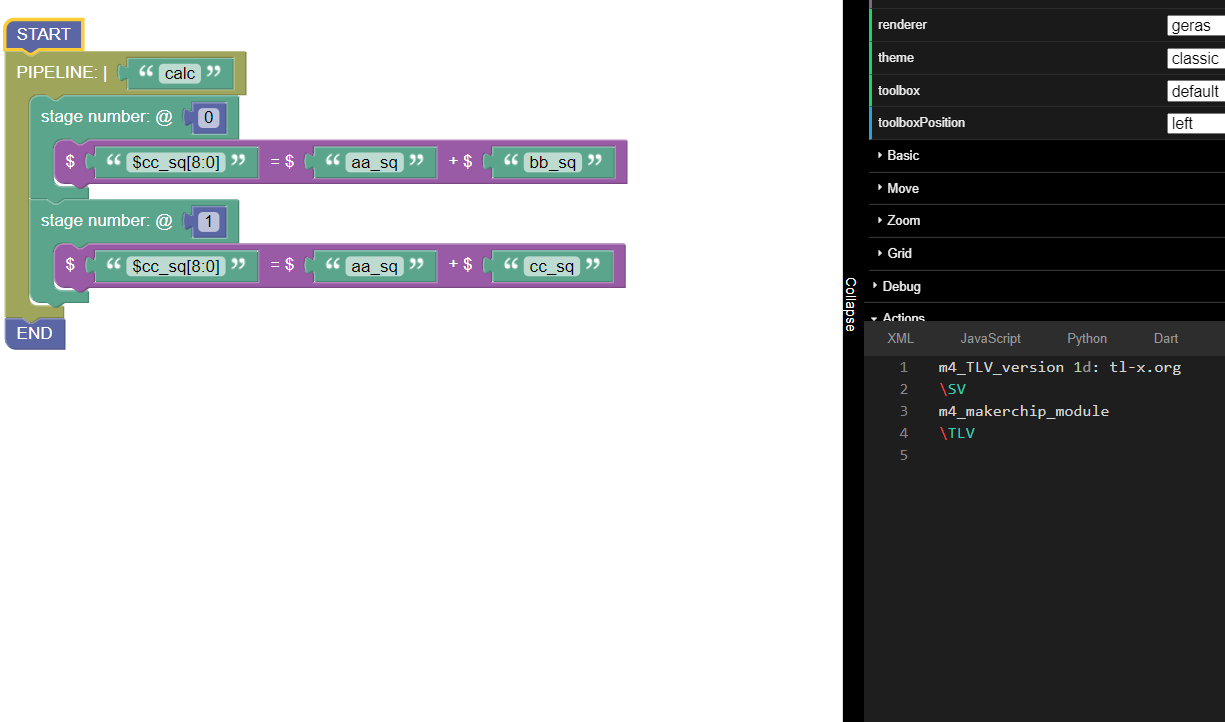 START
PIPELINE: | “ calc ”
stage number: @ 0
$ “ $cc_sq[8:0] ” = $ “ aa_sq ” + $ “ bb_sq ”
stage number: @ 1
$ “ $cc_sq[8:0] ” = $ “ aa_sq ” + $ “ cc_sq ”
END
Collapse
renderer geras
theme classic
toolbox default
toolboxPosition left
Basic
Move
Zoom
Grid
Debug
Actions
XML JavaScript Python Dart
1 m4_TLV_version 1d: tl-x.org
2 \SV
3 m4_makerchip_module
4 \TLV
5